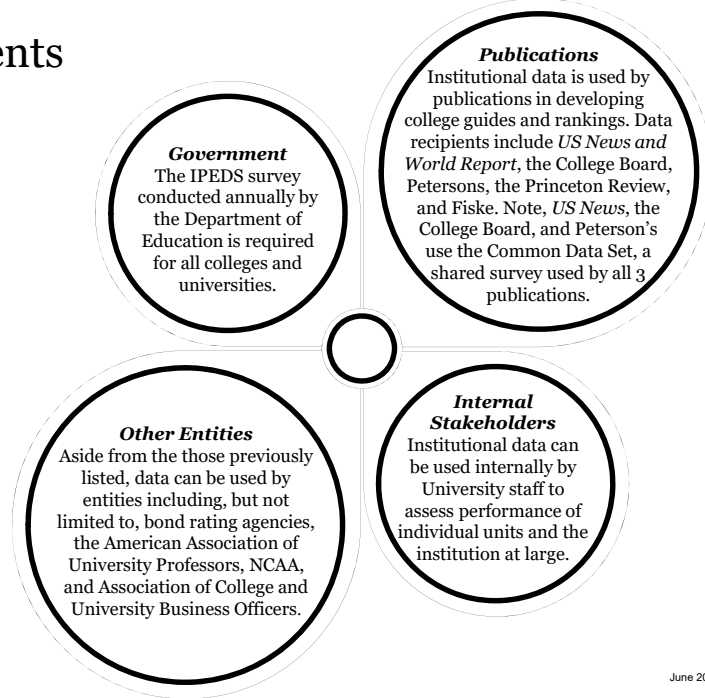 ents
Publications
Institutional data is used by
publications in developing
college guides and rankings. Data
recipients include US News and
World Report, the College Board,
Petersons, the Princeton Review,
and Fiske. Note, US News, the
College Board, and Peterson’s
use the Common Data Set, a
shared survey used by all 3
publications.
Government
The IPEDS survey
conducted annually by
the Department of
Education is required
for all colleges and
universities.
Other Entities
Aside from the those previously
listed, data can be used by
entities including, but not
limited to, bond rating agencies,
the American Association of
University Professors, NCAA,
and Association of College and
University Business Officers.
Internal
Stakeholders
Institutional data can
be used internally by
University staff to
assess performance of
individual units and the
institution at large.
June 20